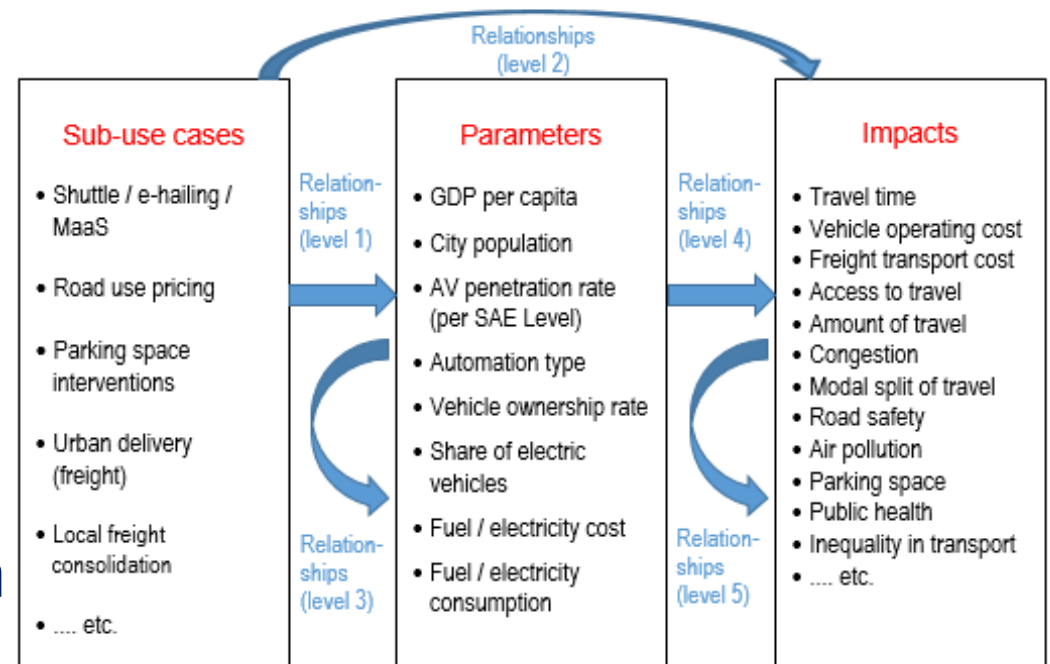 Relationships
(level 2)
Sub-use cases
• Shuttle / e-hailing /
MaaS
• Road use pricing
• Parking space
interventions
• Urban delivery
(freight)
• Local freight
consolidation
• .... etc.
Relation-
ships
(level 1)
Relation-
ships
(level 3)
Parameters
• GDP per capita
• City population
• AV penetration rate
(per SAE Level)
• Automation type
• Vehicle ownership rate
• Share of electric
vehicles
• Fuel / electricity cost
• Fuel / electricity
consumption
Relation-
ships
(level 4)
Relation-
ships
(level 5)
Impacts
• Travel time
• Vehicle operating cost
• Freight transport cost
• Access to travel
• Amount of travel
• Congestion
• Modal split of travel
• Road safety
• Air pollution
• Parking space
• Public health
• Inequality in transport
• .... etc.